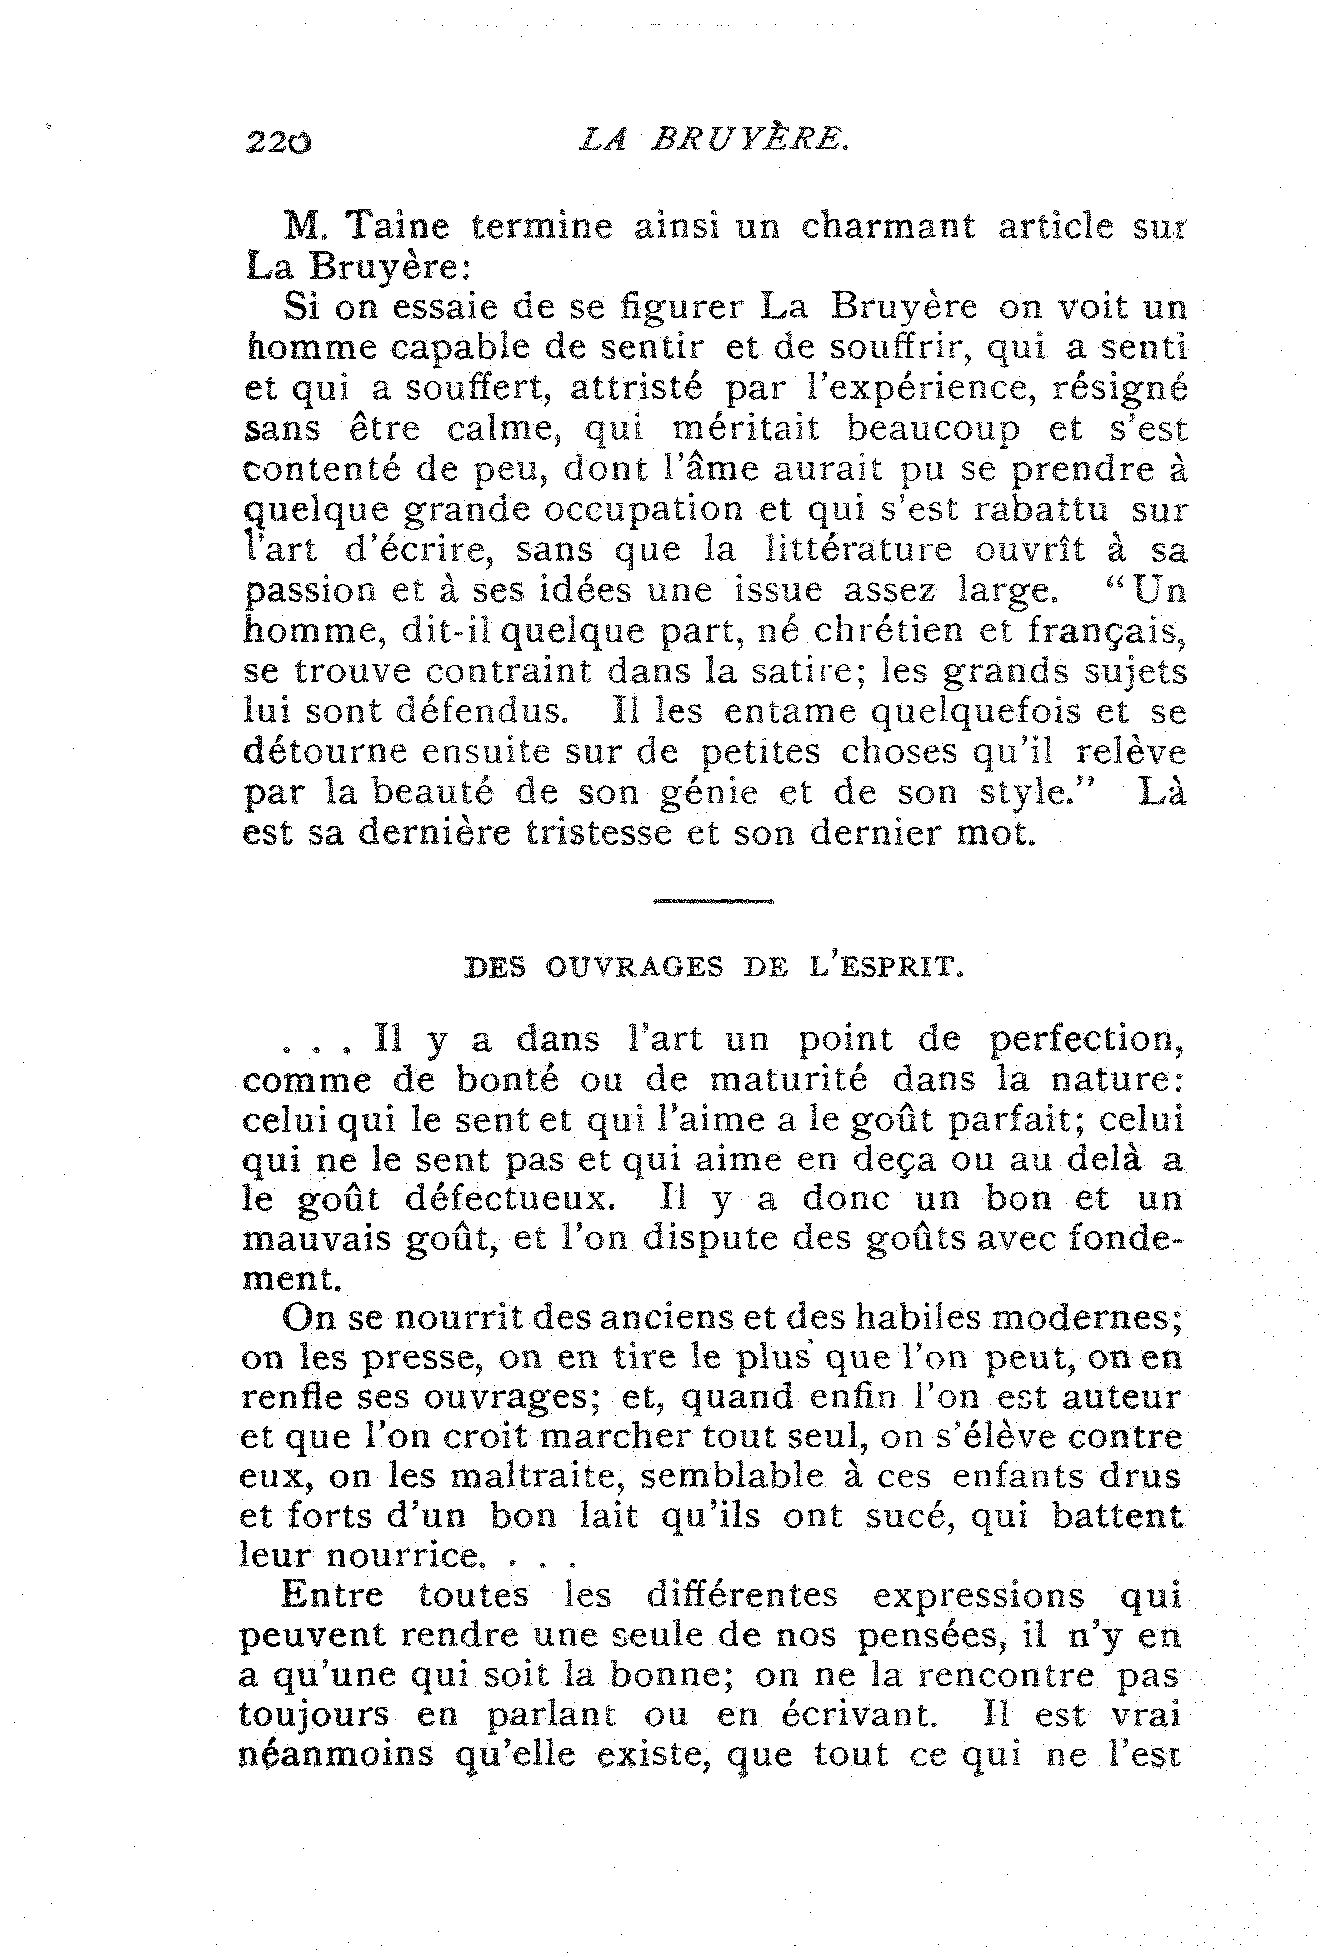 220 LA BRUYÈRE.
M. Taine termine ainsi un charmant article sur
La Bruyère:
Si on essaie de se figurer La Bruyère on voit un
homme capable de sentir et de souffrir, qui a senti
et qui a souffert, attristé par l'expérience, résigné
sans être calme, qui méritait beaucoup et s'est
contenté de peu, dont l'âme aurait pu se prendre à
quelque grande occupation et qui s'est rabattu sur
l'art d'écrire, sans que la littérature ouvrît à sa
passion et à ses idées une issue assez large. “Un
homme, dit-il quelque part, né chrétien et français,
se trouve contraint dans la satire; les grands sujets
lui sont défendus. Il les entame quelquefois et se
détourne ensuite sur de petites choses qu'il relève
par la beauté de son génie et de son style.” Là
est sa dernière tristesse et son dernier mot.
DES OUVRAGES DE L'ESPRIT.
. . . Il y a dans l'art un point de perfection,
comme de bonté ou de maturité dans la nature:
celui qui le sent et qui l'aime a le goût parfait; celui
qui ne le sent pas et qui aime en deça ou au delà a
le goût défectueux. Il y a donc un bon et un
mauvais goût, et l'on dispute des goûts avec fonde-
ment.
On se nourrit des anciens et des habiles modernes;
on les presse, on en tire le plus que l'on peut, on en
renfle ses ouvrages; et, quand enfin l'on est auteur
et que l'on croit marcher tout seul, on s'élève contre
eux, on les maltraite, semblable à ces enfants drus
et forts d'un bon lait qu'ils ont sucé, qui battent
leur nourrice. . . .
Entre toutes les différentes expressions qui
peuvent rendre une seule de nos pensées, il n'y en
a qu'une qui soit la bonne; on ne la rencontre pas
toujours en parlant ou en écrivant. Il est vrai
néanmoins qu'elle existe, que tout ce qui ne l'est